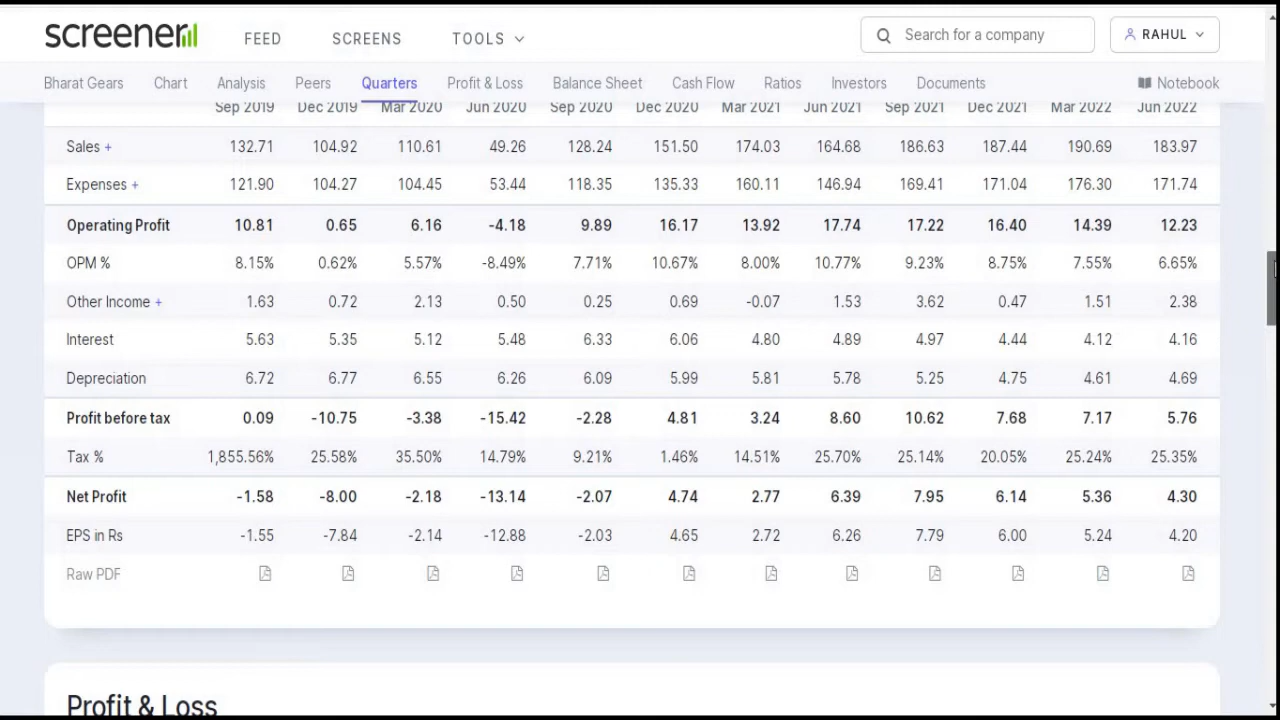 screener FEED SCREENS TOOLS Search for a company RAHUL
Bharat Gears Chart Analysis Peers Quarters Profit & Loss Balance Sheet Cash Flow Ratios Investors Documents Notebook
Sep 2019 Dec 2019 Mar 2020 Jun 2020 Sep 2020 Dec 2020 Mar 2021 Jun 2021 Sep 2021 Dec 2021 Mar 2022 Jun 2022
Sales + 132.71 104.92 110.61 49.26 128.24 151.50 174.03 164.68 186.63 187.44 190.69 183.97
Expenses + 121.90 104.27 104.45 53.44 118.35 135.33 160.11 146.94 169.41 171.04 176.30 171.74
Operating Profit 10.81 0.65 6.16 -4.18 9.89 16.17 13.92 17.74 17.22 16.40 14.39 12.23
OPM % 8.15% 0.62% 5.57% -8.49% 7.71% 10.67% 8.00% 10.77% 9.23% 8.75% 7.55% 6.65%
Other Income + 1.63 0.72 2.13 0.50 0.25 0.69 -0.07 1.53 3.62 0.47 1.51 2.38
Interest 5.63 5.35 5.12 5.48 6.33 6.06 4.80 4.89 4.97 4.44 4.12 4.16
Depreciation 6.72 6.77 6.55 6.26 6.09 5.99 5.81 5.78 5.25 4.75 4.61 4.69
Profit before tax 0.09 -10.75 -3.38 -15.42 -2.28 4.81 3.24 8.60 10.62 7.68 7.17 5.76
Tax % 1,855.56% 25.58% 35.50% 14.79% 9.21% 1.46% 14.51% 25.70% 25.14% 20.05% 25.24% 25.35%
Net Profit -1.58 -8.00 -2.18 -13.14 -2.07 4.74 2.77 6.39 7.95 6.14 5.36 4.30
EPS in Rs -1.55 -7.84 -2.14 -12.88 -2.03 4.65 2.72 6.26 7.79 6.00 5.24 4.20
Raw PDF
Profit & Loss